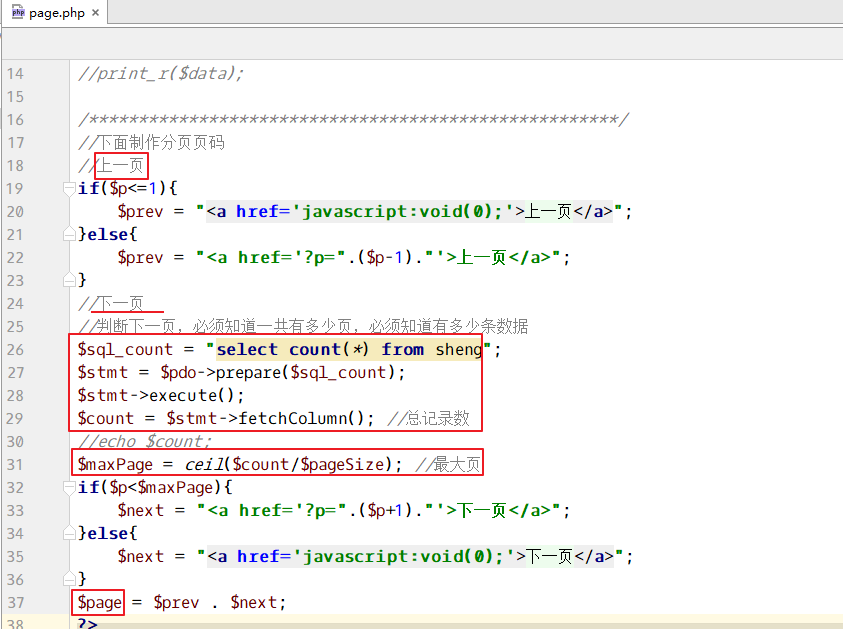 page.php ×
14 //print_r($data);
15
16 /*****************************************************/
17 //下面制作分页页码
18 //上一页
19 if($p<=1){
20 $prev = "<a href='javascript:void(0);'>上一页</a>";
21 }else{
22 $prev = "<a href='?p=".($p-1)."'>上一页</a>";
23 }
24 //下一页
25 //判断下一页，必须知道一共有多少页，必须知道有多少条数据
26 $sql_count = "select count(*) from sheng";
27 $stmt = $pdo->prepare($sql_count);
28 $stmt->execute();
29 $count = $stmt->fetchColumn(); //总记录数
30 //echo $count;
31 $maxPage = ceil($count/$pageSize); //最大页
32 if($p<$maxPage){
33 $next = "<a href='?p=".($p+1)."'>下一页</a>";
34 }else{
35 $next = "<a href='javascript:void(0);'>下一页</a>";
36 }
37 $page = $prev . $next;
38 ?>